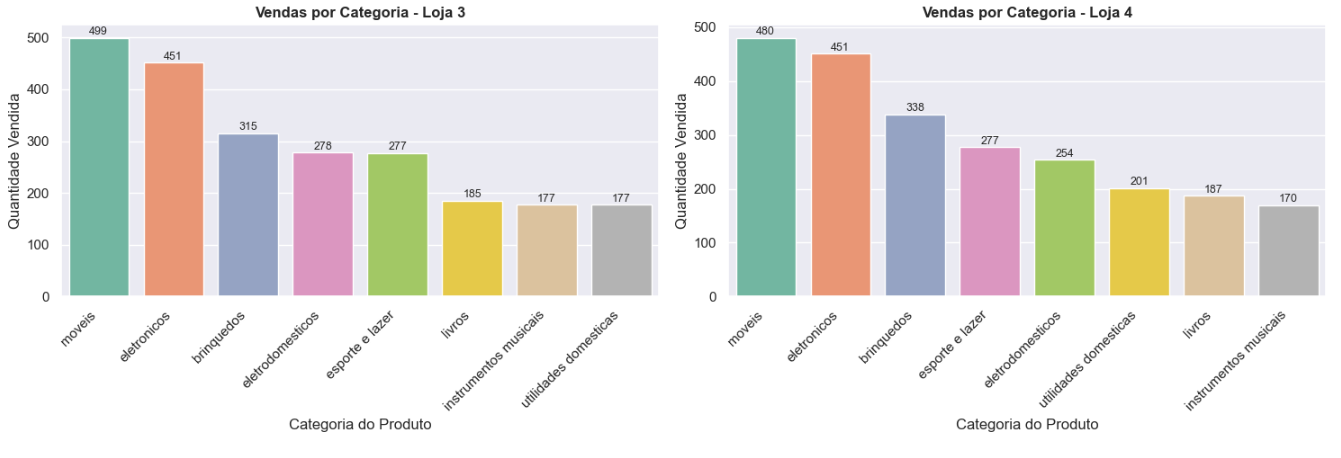 Vendas por Categoria - Loja 3
Quantidade Vendida
500
400
300
200
100
0
499
451
315
278
277
185
177
177
moveis
eletronicos
brinquedos
eletrodomesticos
esporte e lazer
livros
instrumentos musicais
utilidades domesticas
Categoria do Produto
Vendas por Categoria - Loja 4
Quantidade Vendida
500
400
300
200
100
0
480
451
338
277
254
201
187
170
moveis
eletronicos
brinquedos
esporte e lazer
eletrodomesticos
utilidades domesticas
livros
instrumentos musicais
Categoria do Produto